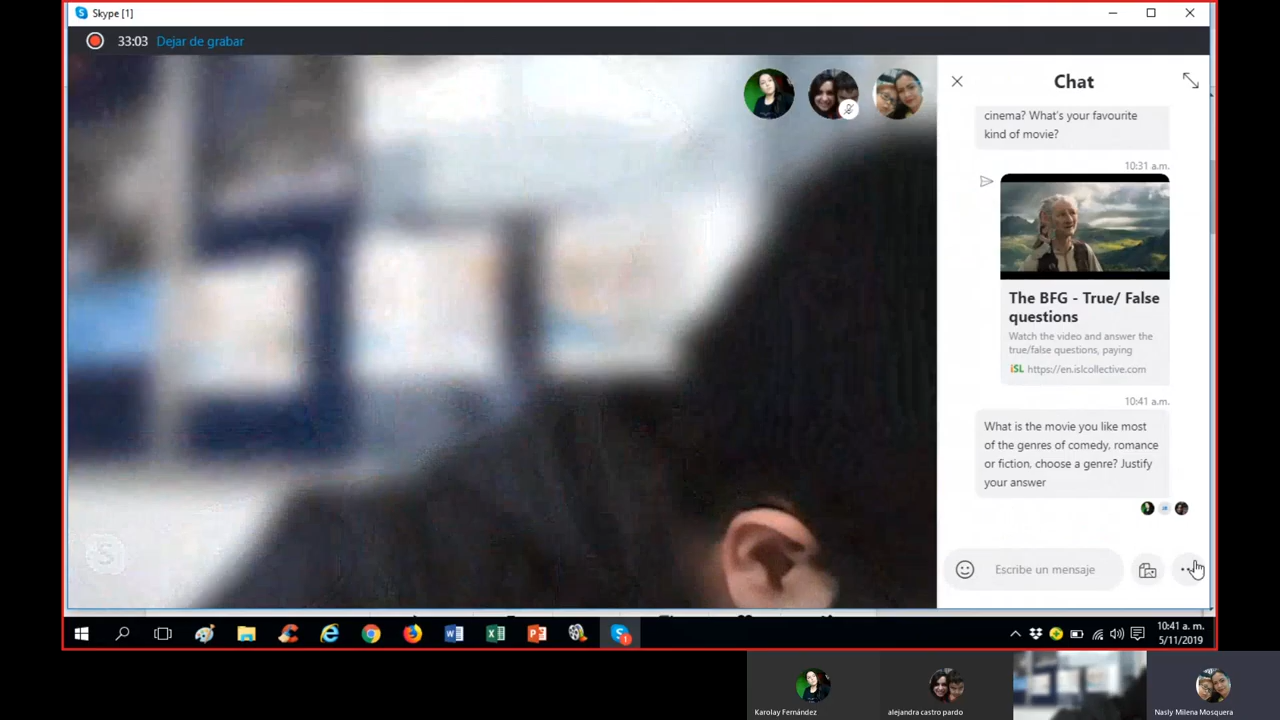 Skype [1]
33:03 Dejar de grabar
Chat
cinema? What's your favourite
kind of movie?
10:31 a.m.
The BFG - True/ False
questions
Watch the video and answer the
true/false questions, paying
iSL https://en.islcollective.com
10:41 a.m.
What is the movie you like most
of the genres of comedy, romance
or fiction, choose a genre? Justify
your answer
Escribe un mensaje
10:41 a. m.
5/11/2019
Karolay Fernández
alejandra castro pardo
Nasly Milena Mosquera